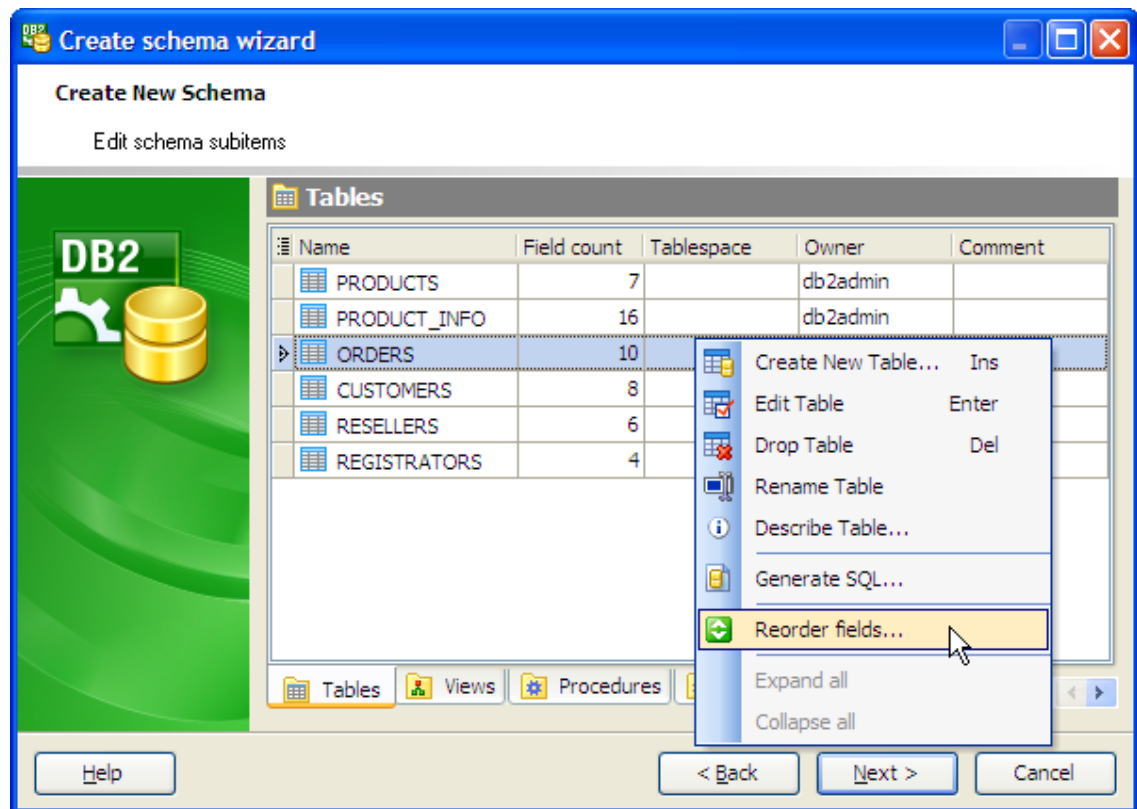 DB2
Create schema wizard
Create New Schema
Edit schema subitems
DB2
Tables
Name Field count Tablespace Owner Comment
PRODUCTS 7 db2admin
PRODUCT_INFO 16 db2admin
ORDERS 10
CUSTOMERS 8
RESELLERS 6
REGISTRATORS 4
Create New Table... Ins
Edit Table Enter
Drop Table Del
Rename Table
Describe Table...
Generate SQL...
Reorder fields...
Expand all
Collapse all
Tables Views Procedures
Help < Back Next > Cancel